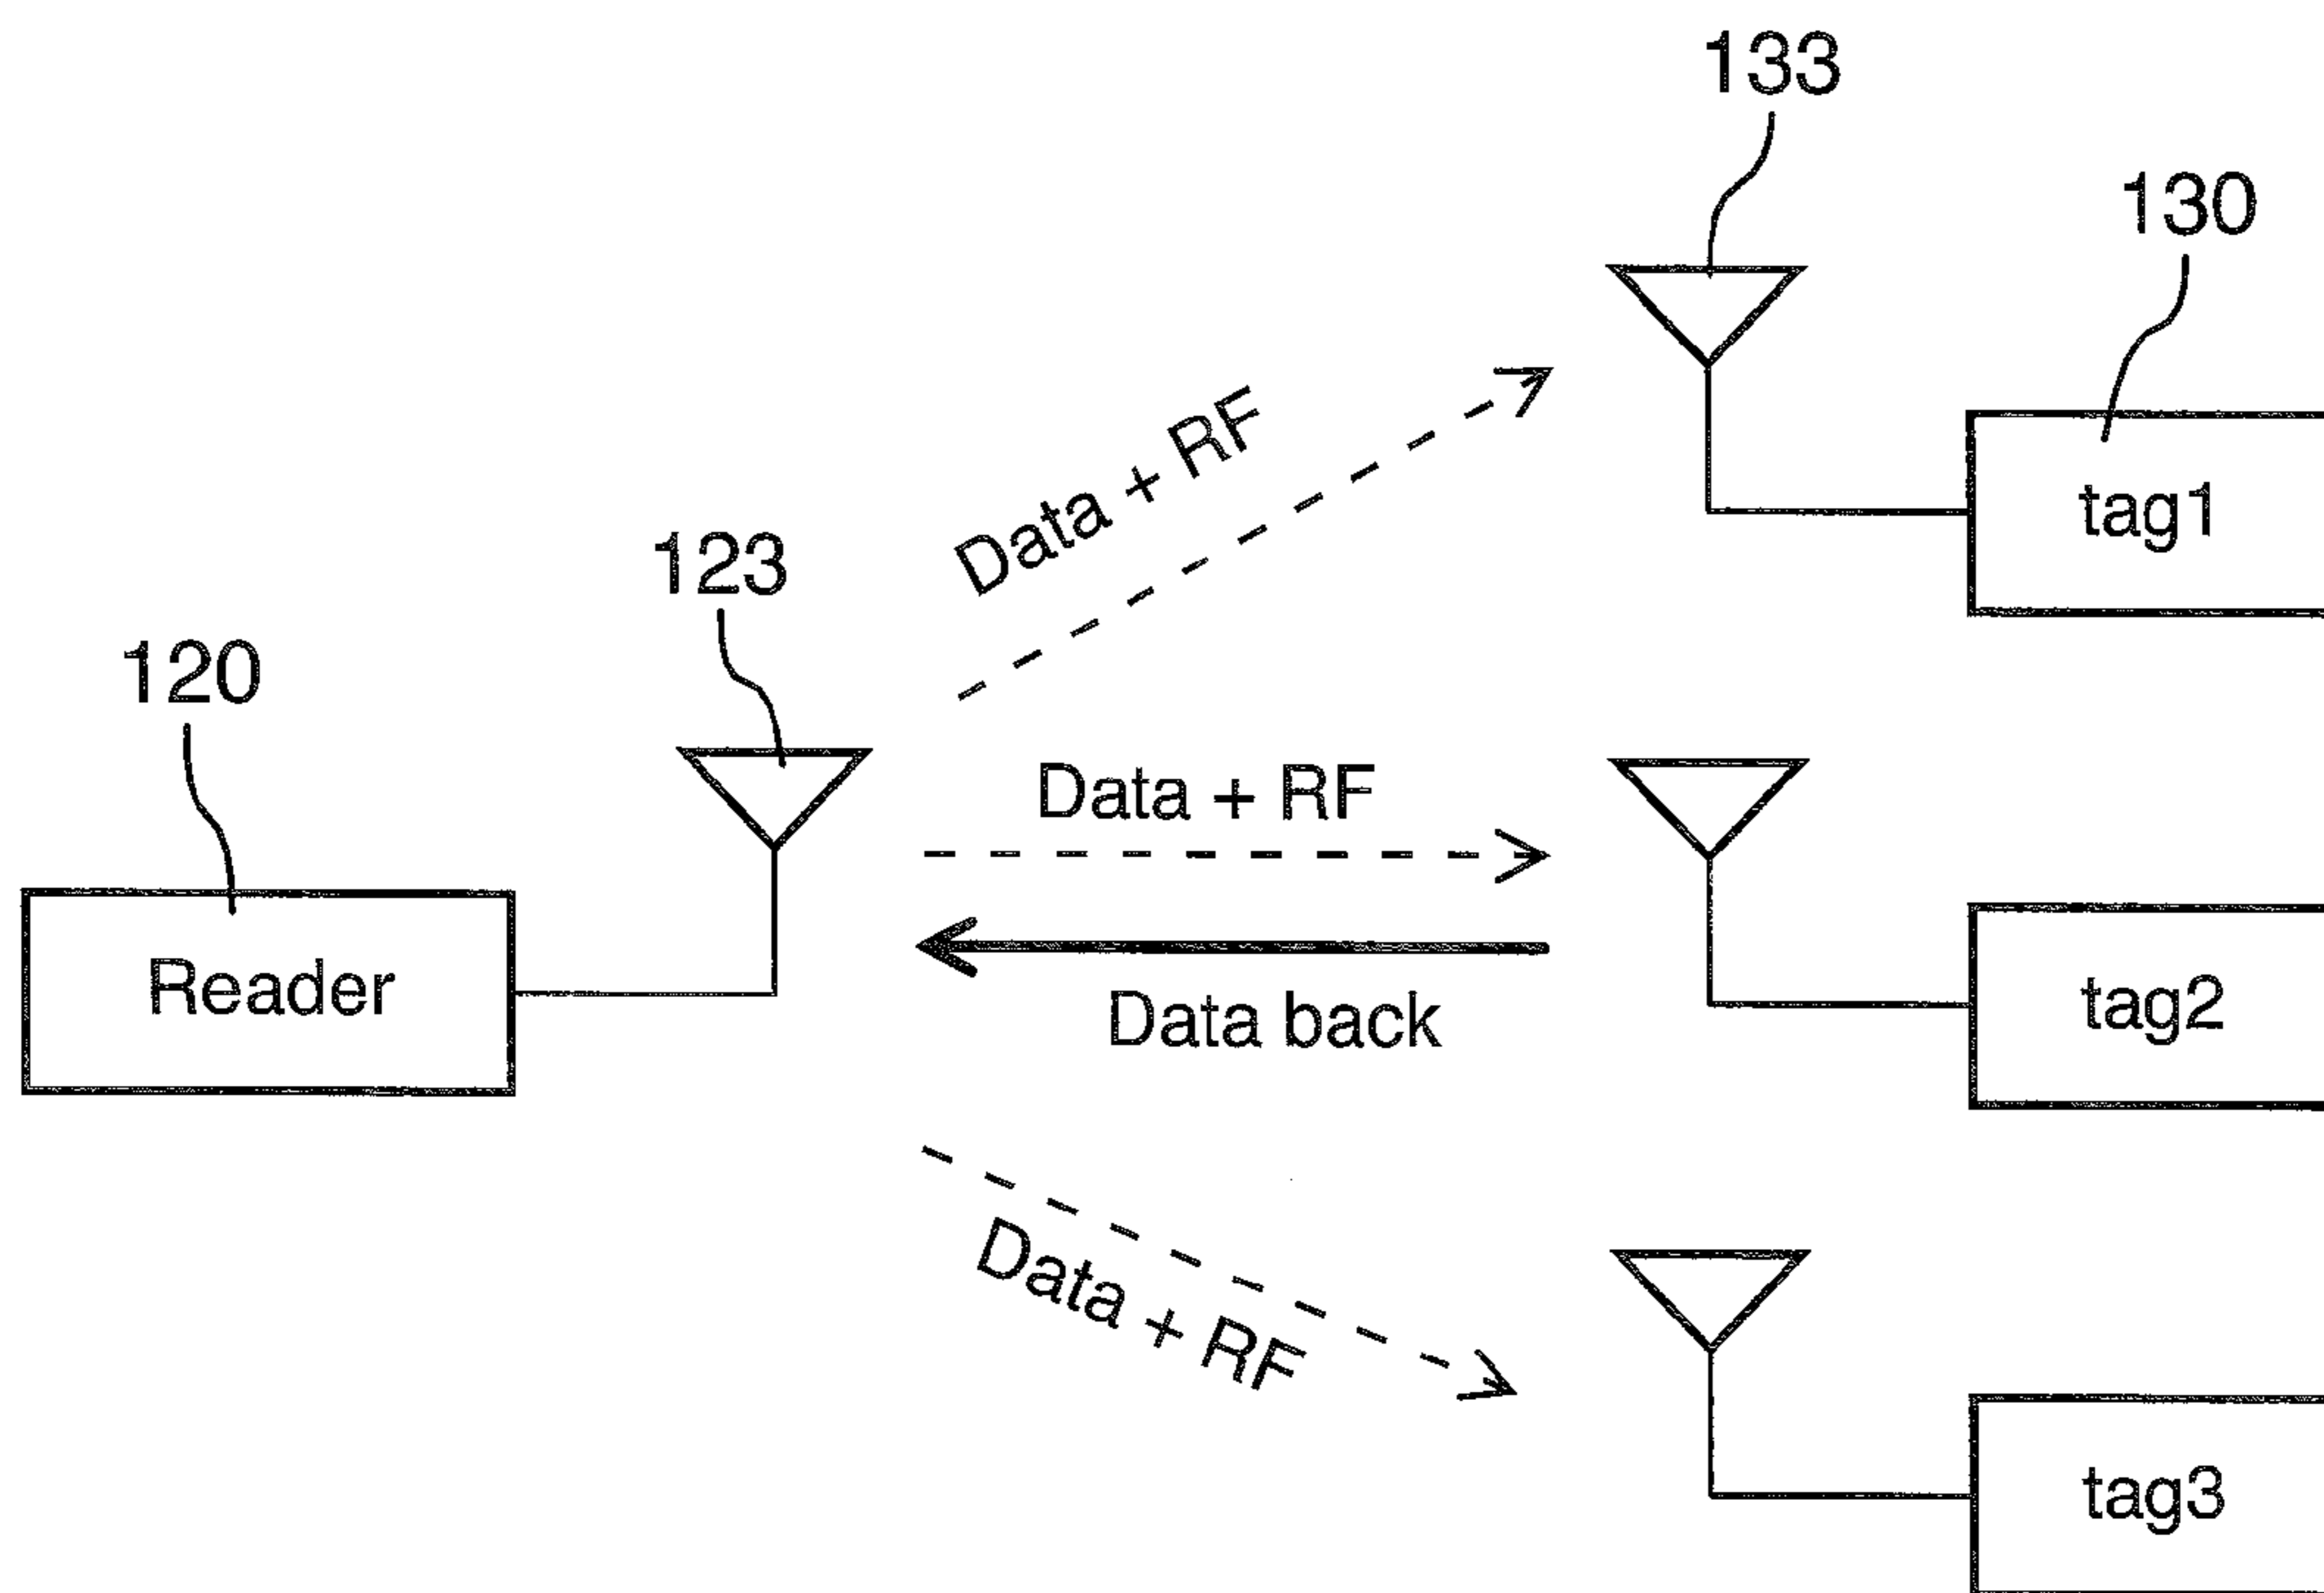 133
130
Data + RF
tag1
123
120
Data + RF
Reader
Data back
tag2
Data + RF
tag3